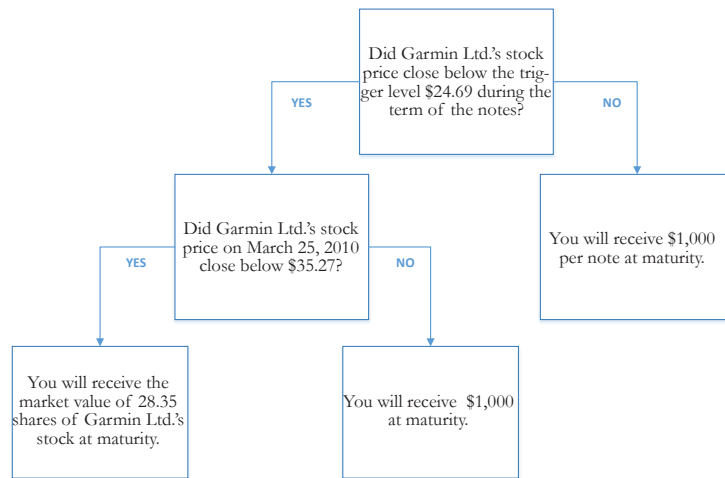 Did Garmin Ltd.'s stock
price close below the trig-
ger level $24.69 during the
term of the notes?
YES
NO
Did Garmin Ltd.'s stock
price on March 25, 2010
close below $35.27?
You will receive $1,000
per note at maturity.
YES
NO
You will receive the
market value of 28.35
shares of Garmin Ltd.'s
stock at maturity.
You will receive $1,000
at maturity.